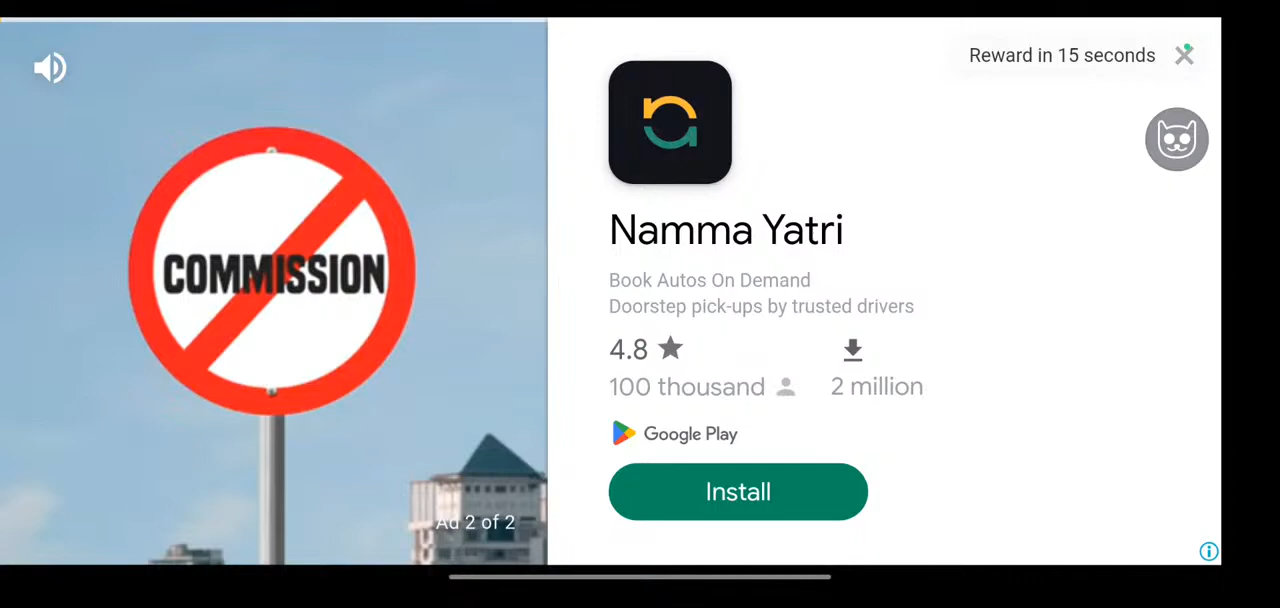 COMMISSION
Ad 2 of 2
Reward in 15 seconds
Namma Yatri
Book Autos On Demand
Doorstep pick-ups by trusted drivers
4.8
100 thousand
2 million
Google Play
Install